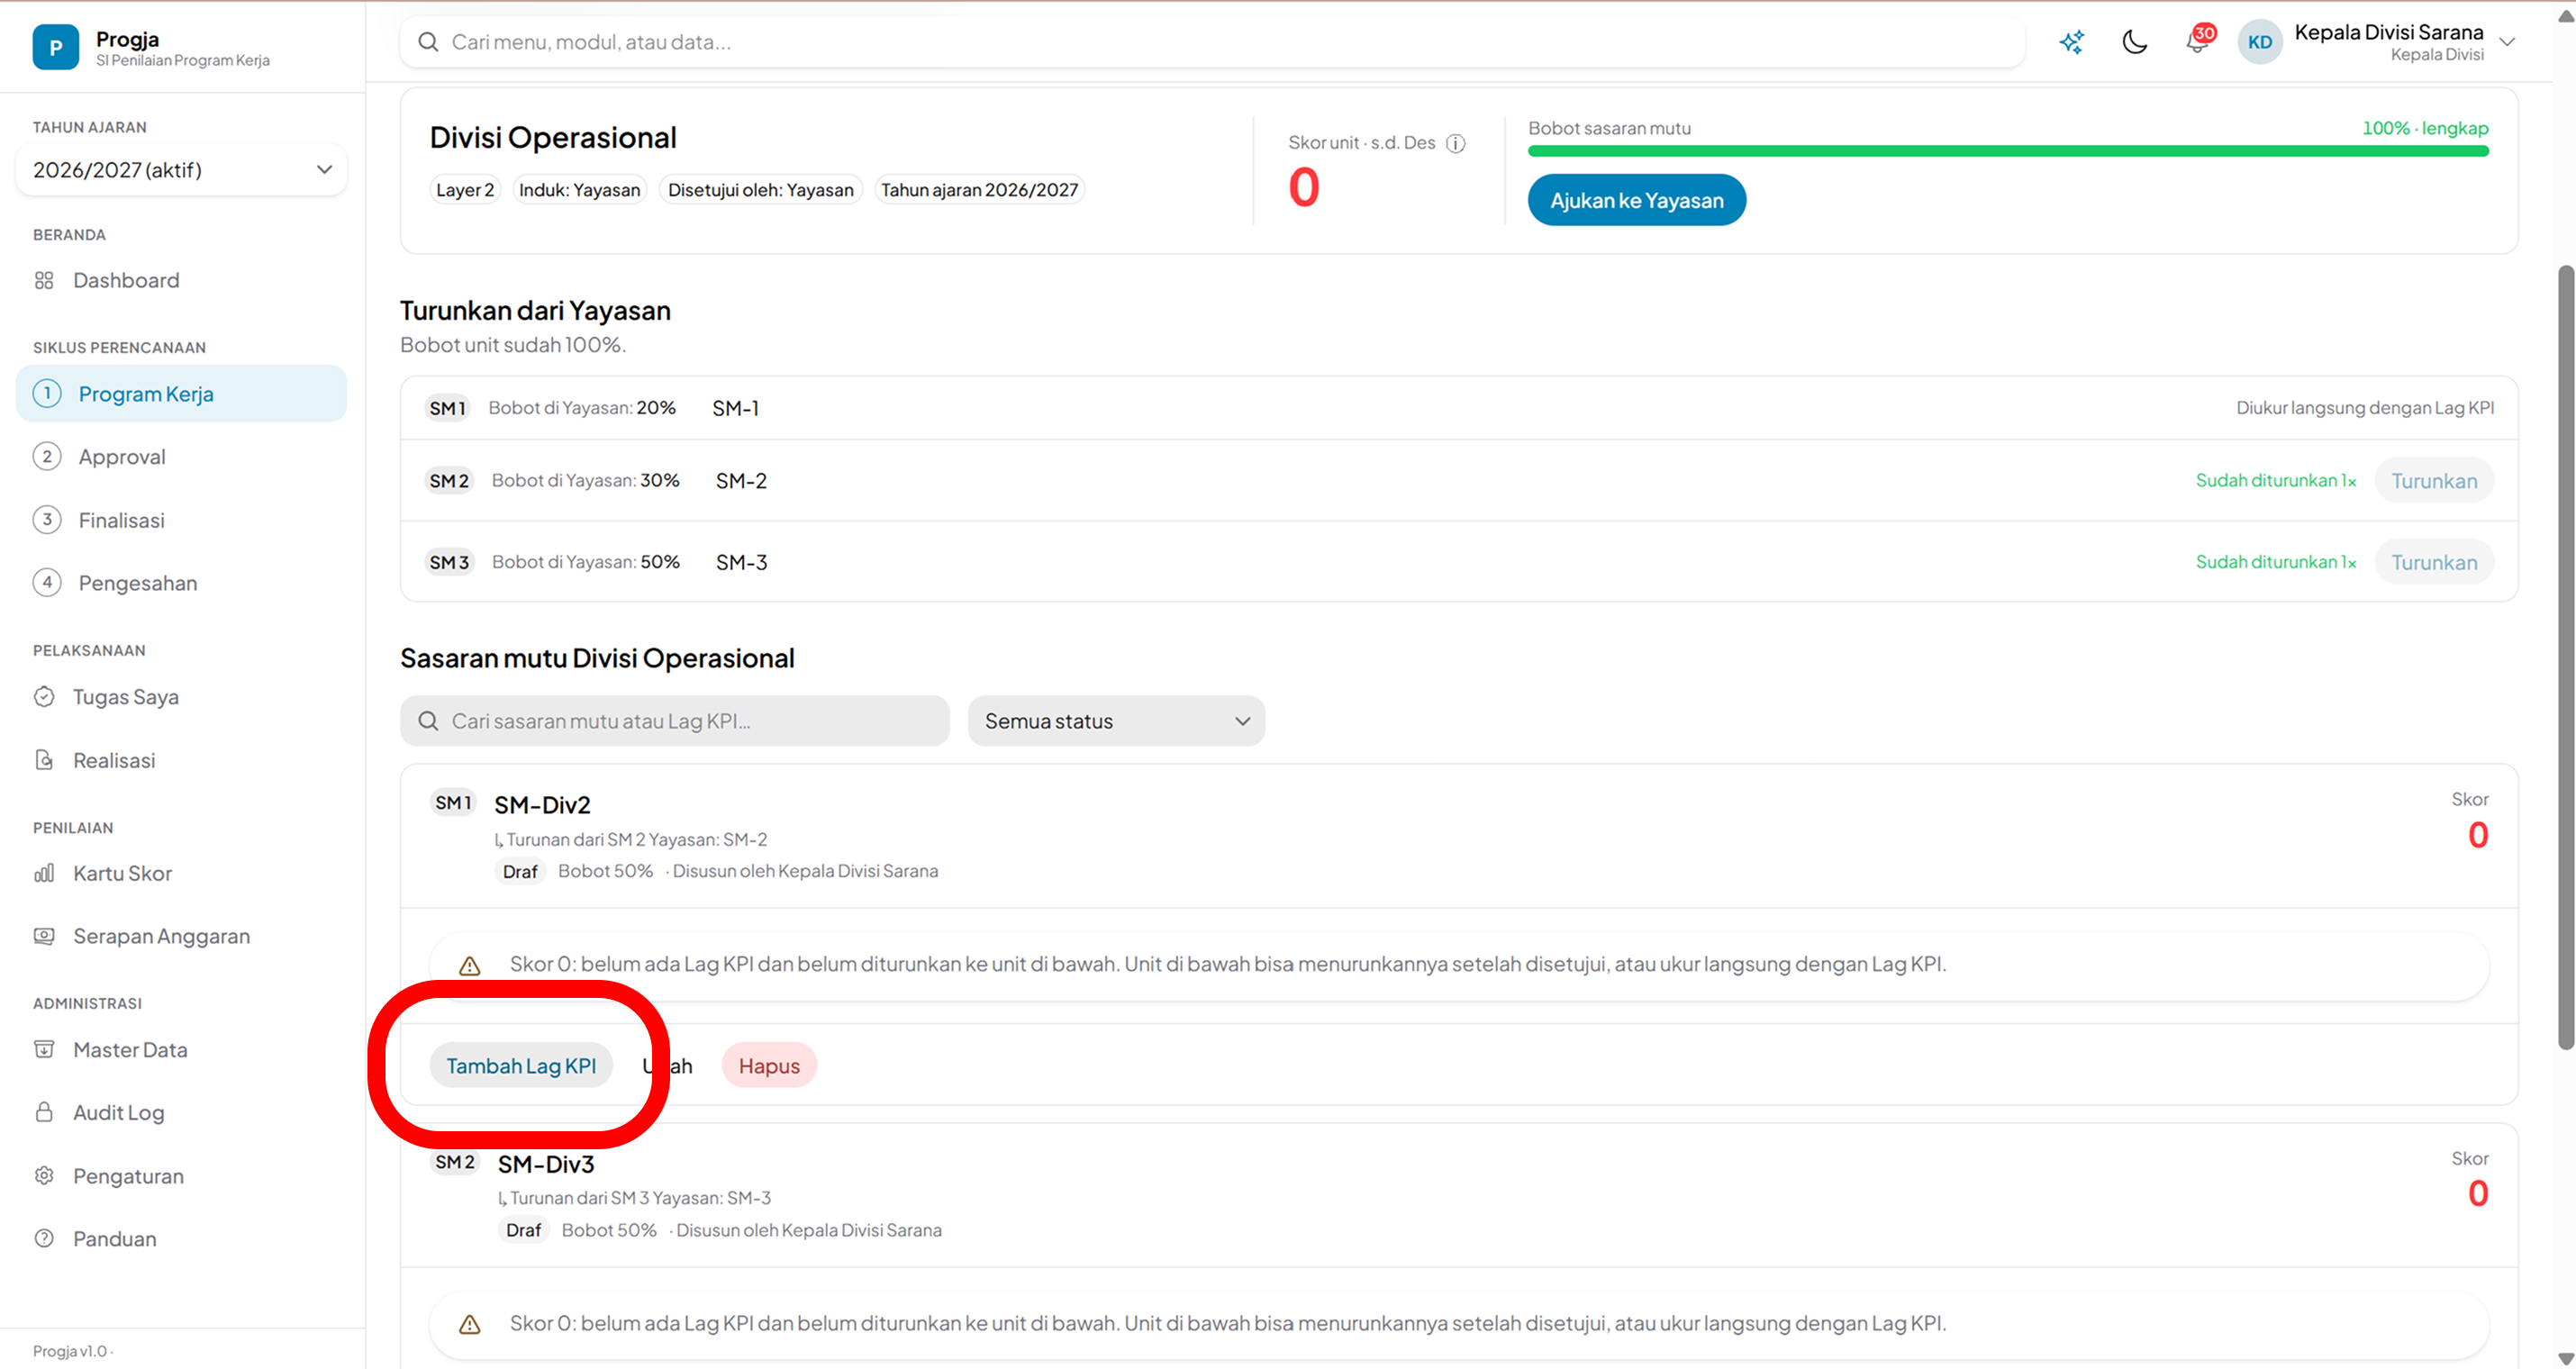 P
Progja
SI Penilaian Program Kerja
Cari menu, modul, atau data...
30
KD
Kepala Divisi Sarana
Kepala Divisi
TAHUN AJARAN
2026/2027 (aktif)
BERANDA
Dashboard
SIKLUS PERENCANAAN
1 Program Kerja
2 Approval
3 Finalisasi
4 Pengesahan
PELAKSANAAN
Tugas Saya
Realisasi
PENILAIAN
Kartu Skor
Serapan Anggaran
ADMINISTRASI
Master Data
Audit Log
Pengaturan
Panduan
Progja v1.0 ·
Divisi Operasional
Layer 2 Induk: Yayasan Disetujui oleh: Yayasan Tahun ajaran 2026/2027
Skor unit · s.d. Des
0
Bobot sasaran mutu 100% · lengkap
Ajukan ke Yayasan
Turunkan dari Yayasan
Bobot unit sudah 100%.
SM 1 Bobot di Yayasan: 20% SM-1 Diukur langsung dengan Lag KPI
SM 2 Bobot di Yayasan: 30% SM-2 Sudah diturunkan 1× Turunkan
SM 3 Bobot di Yayasan: 50% SM-3 Sudah diturunkan 1× Turunkan
Sasaran mutu Divisi Operasional
Cari sasaran mutu atau Lag KPI... Semua status
SM 1 SM-Div2 Skor
↳ Turunan dari SM 2 Yayasan: SM-2 0
Draf Bobot 50% · Disusun oleh Kepala Divisi Sarana
Skor 0: belum ada Lag KPI dan belum diturunkan ke unit di bawah. Unit di bawah bisa menurunkannya setelah disetujui, atau ukur langsung dengan Lag KPI.
Tambah Lag KPI Hapus
SM 2 SM-Div3 Skor
↳ Turunan dari SM 3 Yayasan: SM-3 0
Draf Bobot 50% · Disusun oleh Kepala Divisi Sarana
Skor 0: belum ada Lag KPI dan belum diturunkan ke unit di bawah. Unit di bawah bisa menurunkannya setelah disetujui, atau ukur langsung dengan Lag KPI.